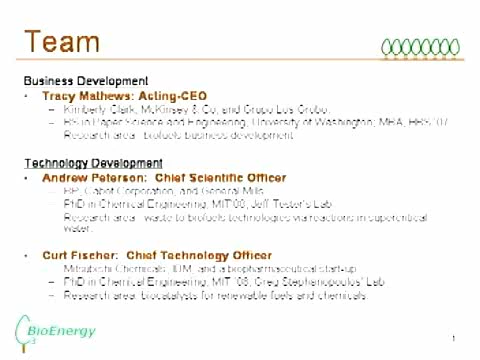 Team
Business Development
• Tracy Mathews: Acting-CEO
– Kimberly Clark, McKinsey & Co, and Grupo Los Grobo.
– BS in Paper Science and Engineering, University of Washington; MBA, HBS '07
Research area - biofuels business development
Technology Development
• Andrew Peterson: Chief Scientific Officer
– BP, Cabot Corporation, and General Mills
– PhD in Chemical Engineering, MIT'08, Jeff Tester's Lab
Research area - waste to biofuels technologies via reactions in supercritical
water.
• Curt Fischer: Chief Technology Officer
Mitsubishi Chemicals, and a biopharmaceutical start-up
– PhD in Chemical Engineering, MIT '08, Greg Stephanopoulos' Lab
– Research area, biocatalysts for renewable fuels and chemicals
BioEnergy
3
1